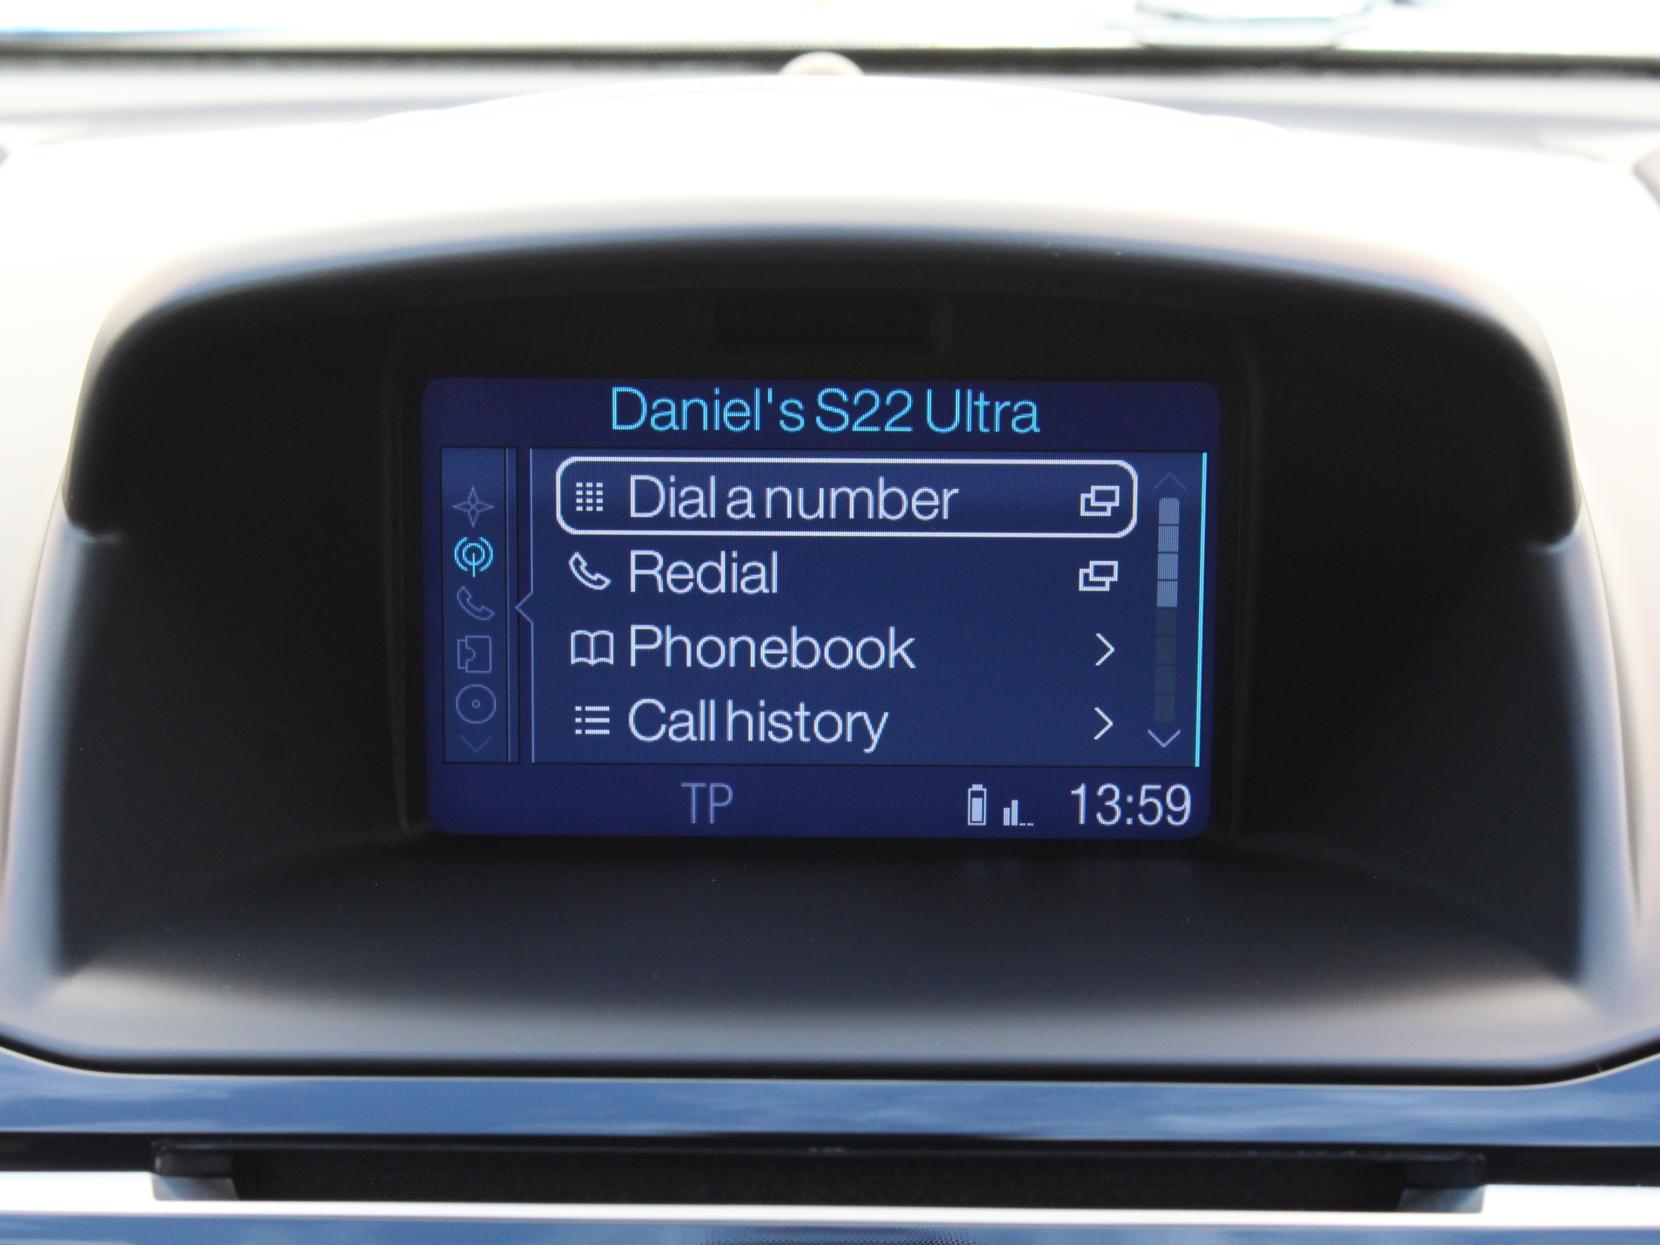 Daniel's S22 Ultra
Dial a number
Redial
Phonebook
Call history
TP 13:59